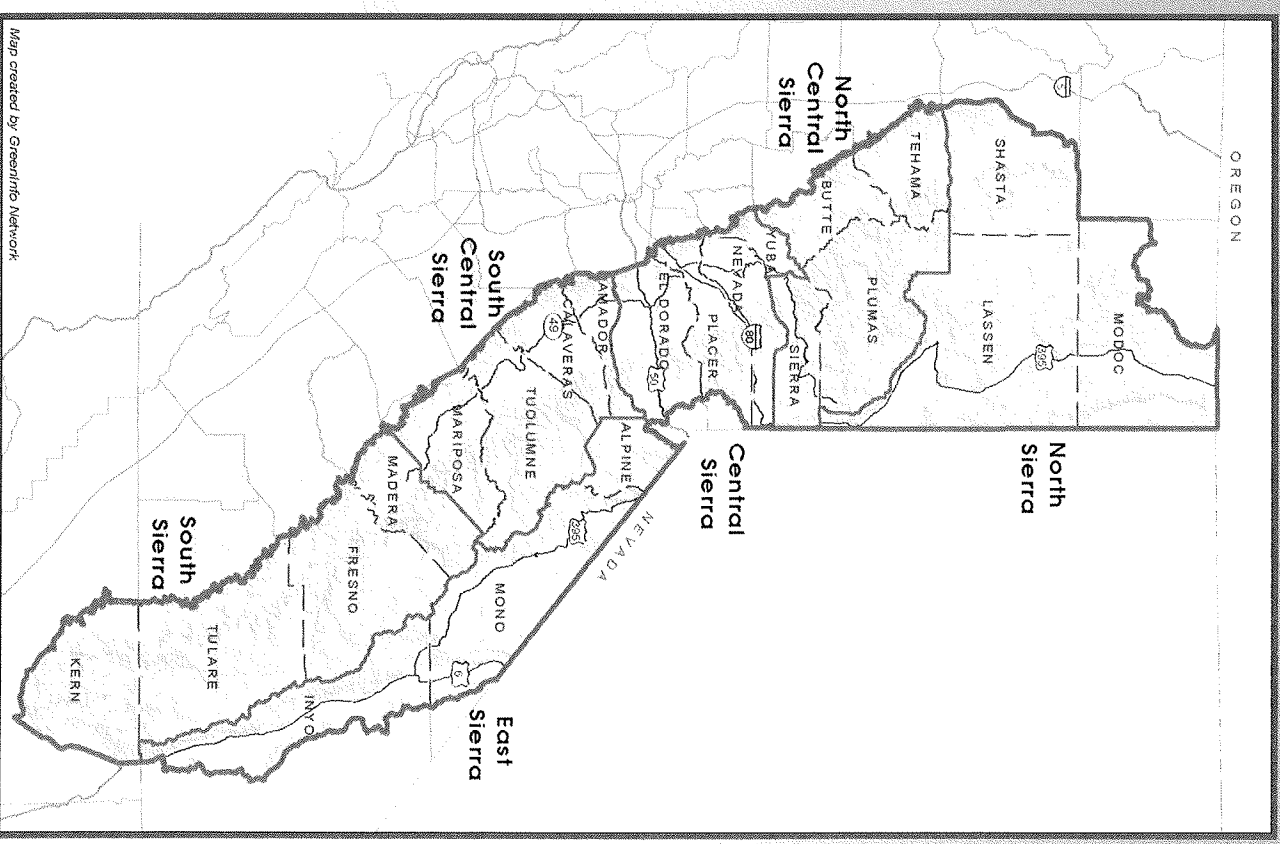 OREGON
5
MODOC
395
North
Sierra
SHASTA
LASSEN
TEHAMA
PLUMAS
North
Central
Sierra
BUTTE
SIERRA
YUBA
NEVADA
80
PLACER
Central
Sierra
EL DORADO
50
AMADOR
ALPINE
NEVADA
CALAVERAS
49
395
TUOLUMNE
South
Central
Sierra
MARIPOSA
MONO
6
East
Sierra
MADERA
FRESNO
INYO
TULARE
South
Sierra
KERN
Map created by GreenInfo Network